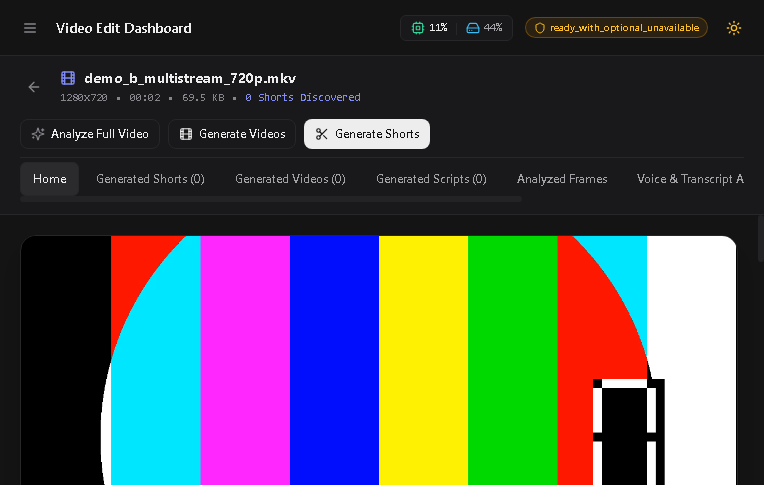 Video Edit Dashboard
11% 44% ready_with_optional_unavailable
demo_b_multistream_720p.mkv
1280x720 • 00:02 • 69.5 KB • 0 Shorts Discovered
Analyze Full Video Generate Videos Generate Shorts
Home Generated Shorts (0) Generated Videos (0) Generated Scripts (0) Analyzed Frames Voice & Transcript A